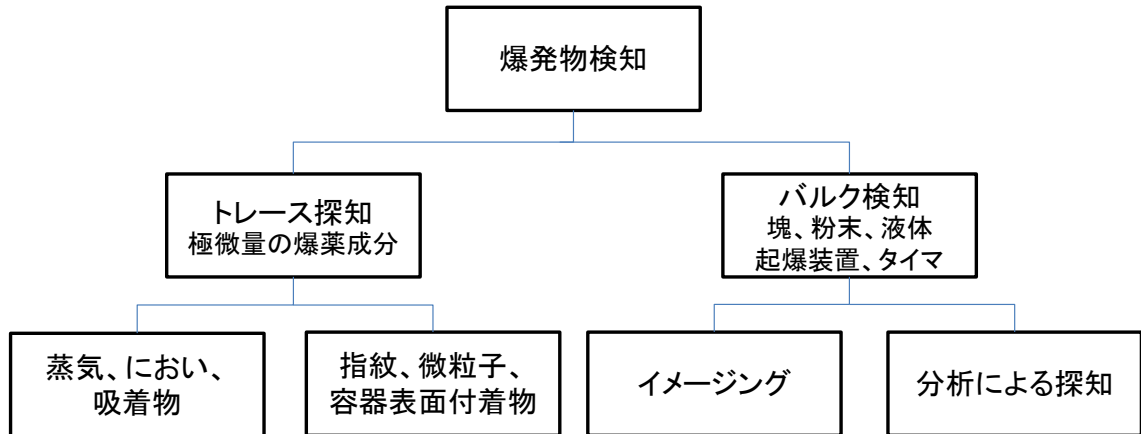 爆発物検知
トレース探知
極微量の爆薬成分
バルク検知
塊、粉末、液体
起爆装置、タイマ
蒸気、におい、
吸着物
指紋、微粒子、
容器表面付着物
イメージング
分析による探知